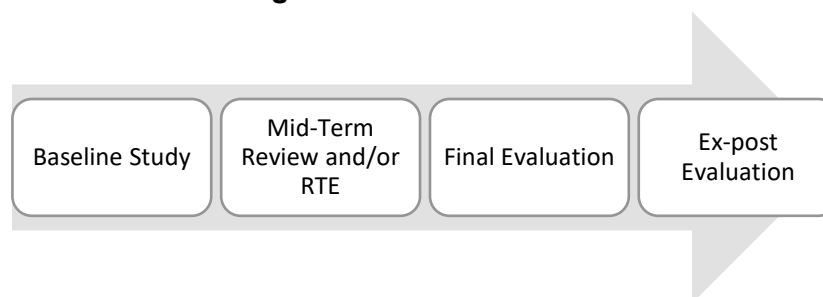 Baseline Study
Mid-Term
Review and/or
RTE
Final Evaluation
Ex-post
Evaluation